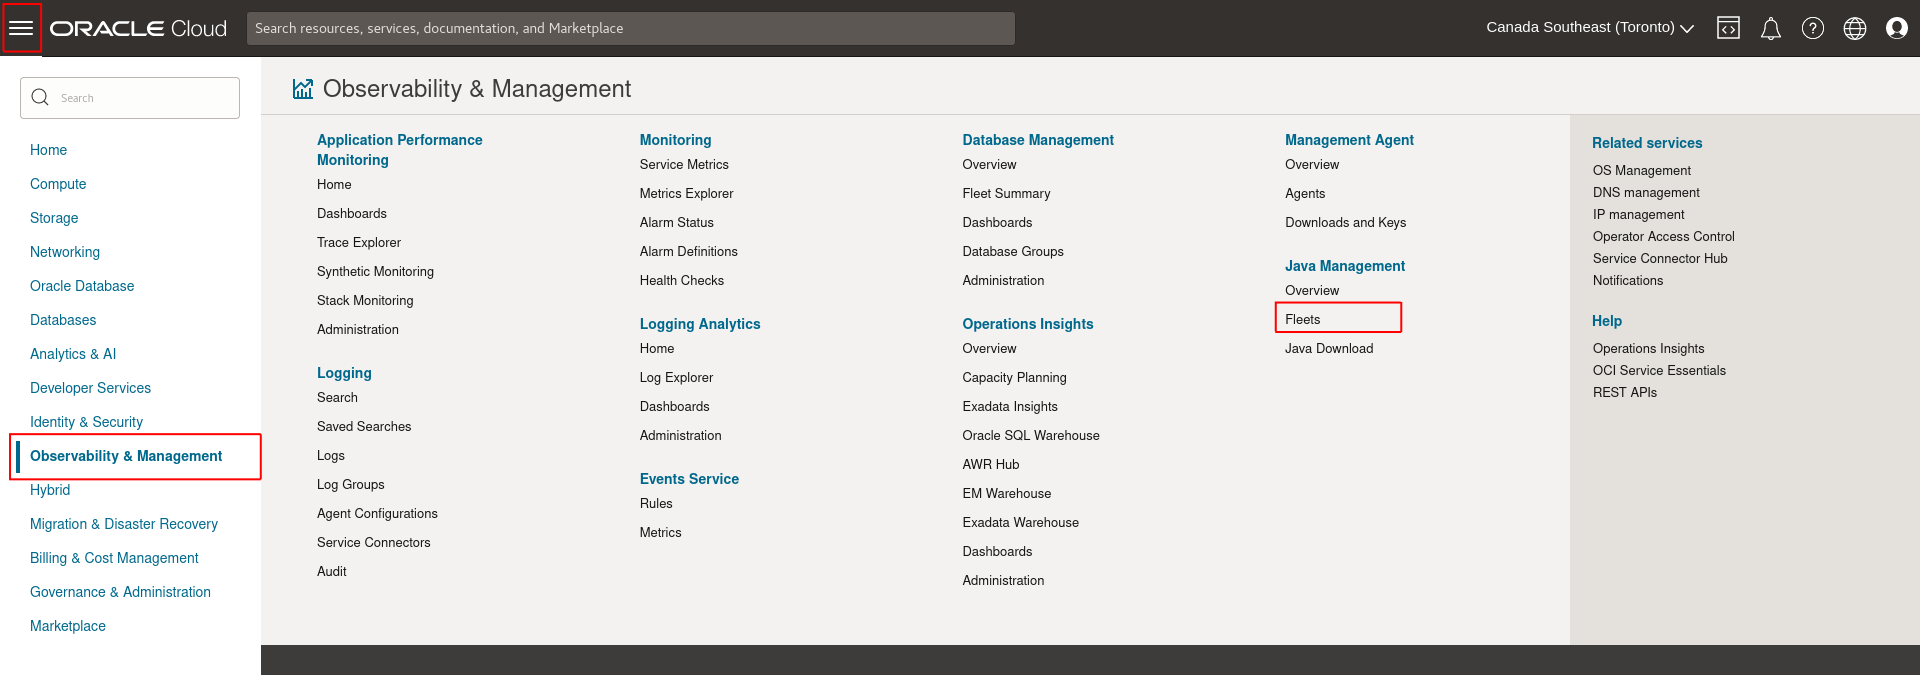 ORACLE Cloud
Search resources, services, documentation, and Marketplace
Canada Southeast (Toronto)
Search
Home
Compute
Storage
Networking
Oracle Database
Databases
Analytics & AI
Developer Services
Identity & Security
Observability & Management
Hybrid
Migration & Disaster Recovery
Billing & Cost Management
Governance & Administration
Marketplace
Observability & Management
Application Performance
Monitoring
Home
Dashboards
Trace Explorer
Synthetic Monitoring
Stack Monitoring
Administration
Logging
Search
Saved Searches
Logs
Log Groups
Agent Configurations
Service Connectors
Audit
Monitoring
Service Metrics
Metrics Explorer
Alarm Status
Alarm Definitions
Health Checks
Logging Analytics
Home
Log Explorer
Dashboards
Administration
Events Service
Rules
Metrics
Database Management
Overview
Fleet Summary
Dashboards
Database Groups
Administration
Operations Insights
Overview
Capacity Planning
Exadata Insights
Oracle SQL Warehouse
AWR Hub
EM Warehouse
Exadata Warehouse
Dashboards
Administration
Management Agent
Overview
Agents
Downloads and Keys
Java Management
Overview
Fleets
Java Download
Related services
OS Management
DNS management
IP management
Operator Access Control
Service Connector Hub
Notifications
Help
Operations Insights
OCI Service Essentials
REST APIs